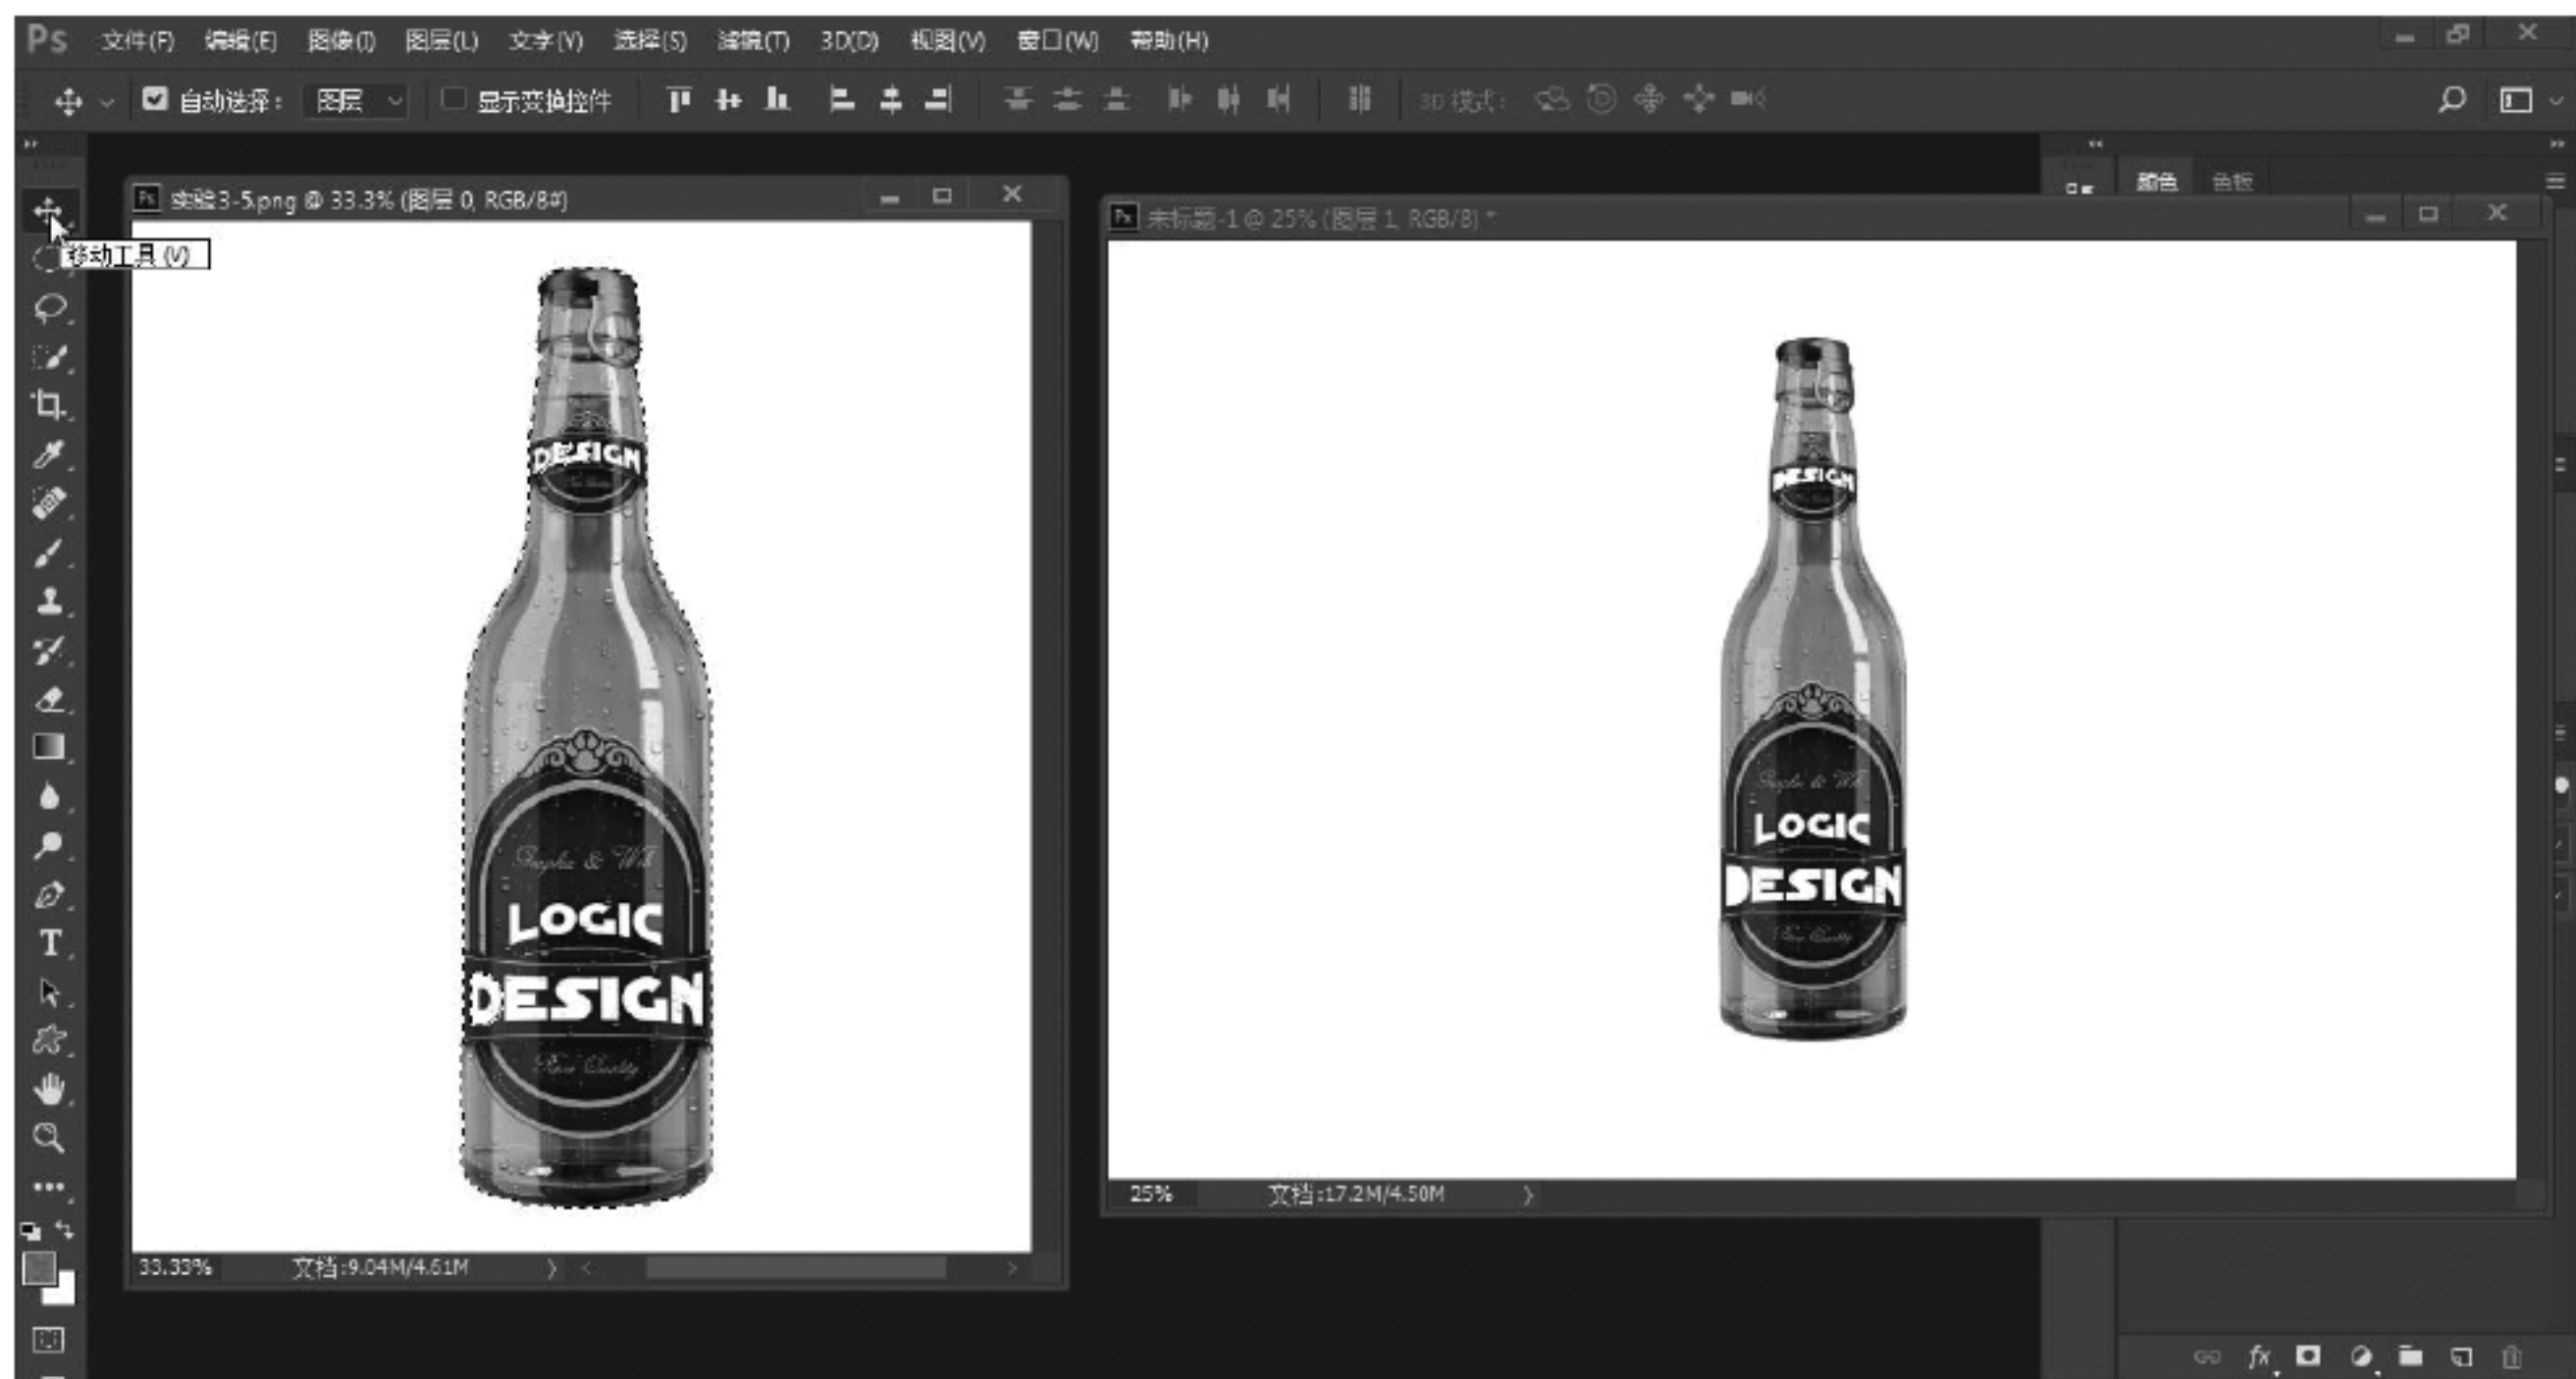 Ps 文件(F) 编辑(E) 图像(I) 图层(L) 文字(Y) 选择(S) 滤镜(T) 3D(D) 视图(V) 窗口(W) 帮助(H)
自动选择： 图层 显示变换控件 3D 模式：
颜色 色板
Ps 实验3-5.png @ 33.3% (图层 0, RGB/8#)
Ps 未标题-1 @ 25% (图层 1, RGB/8) *
移动工具 (V)
DESIGN
LOGIC
DESIGN
33.33% 文档:9.04M/4.61M
DESIGN
LOGIC
DESIGN
25% 文档:17.2M/4.50M
T
fx